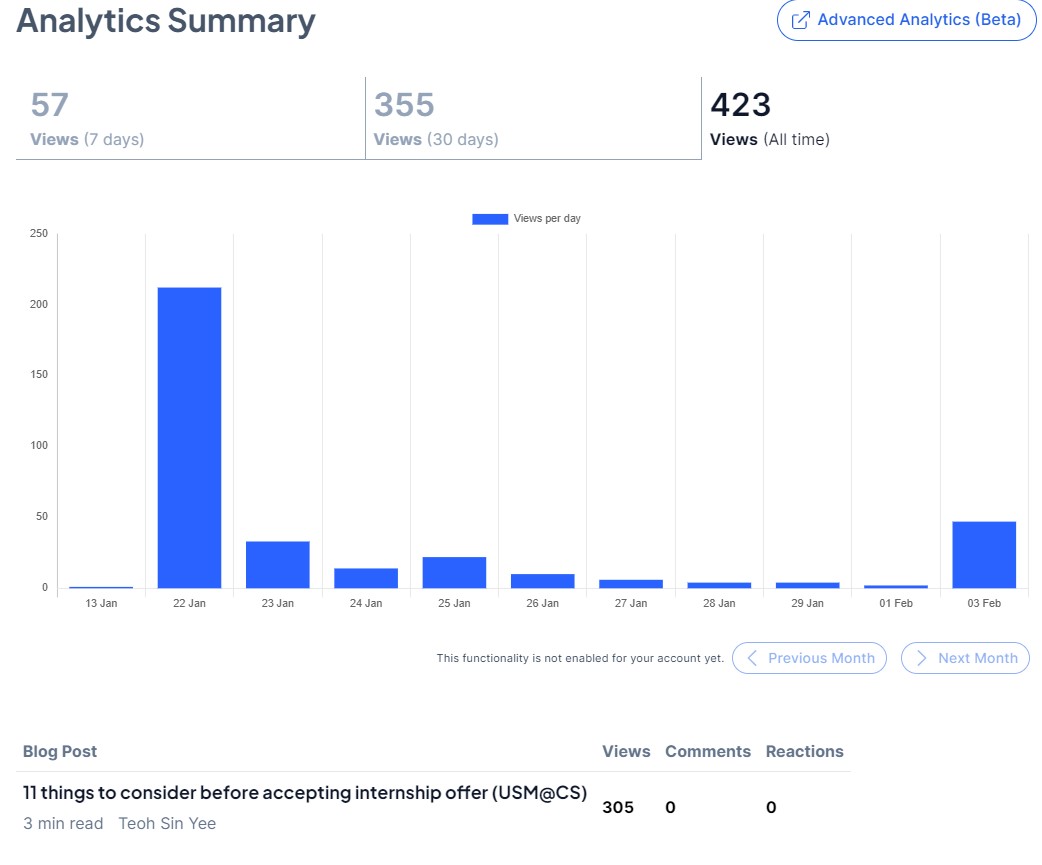 Analytics Summary
Advanced Analytics (Beta)
57
Views (7 days)
355
Views (30 days)
423
Views (All time)
Views per day
250
200
150
100
50
0
13 Jan 22 Jan 23 Jan 24 Jan 25 Jan 26 Jan 27 Jan 28 Jan 29 Jan 01 Feb 03 Feb
This functionality is not enabled for your account yet. Previous Month Next Month
Blog Post Views Comments Reactions
11 things to consider before accepting internship offer (USM@CS)
305 0 0
3 min read Teoh Sin Yee